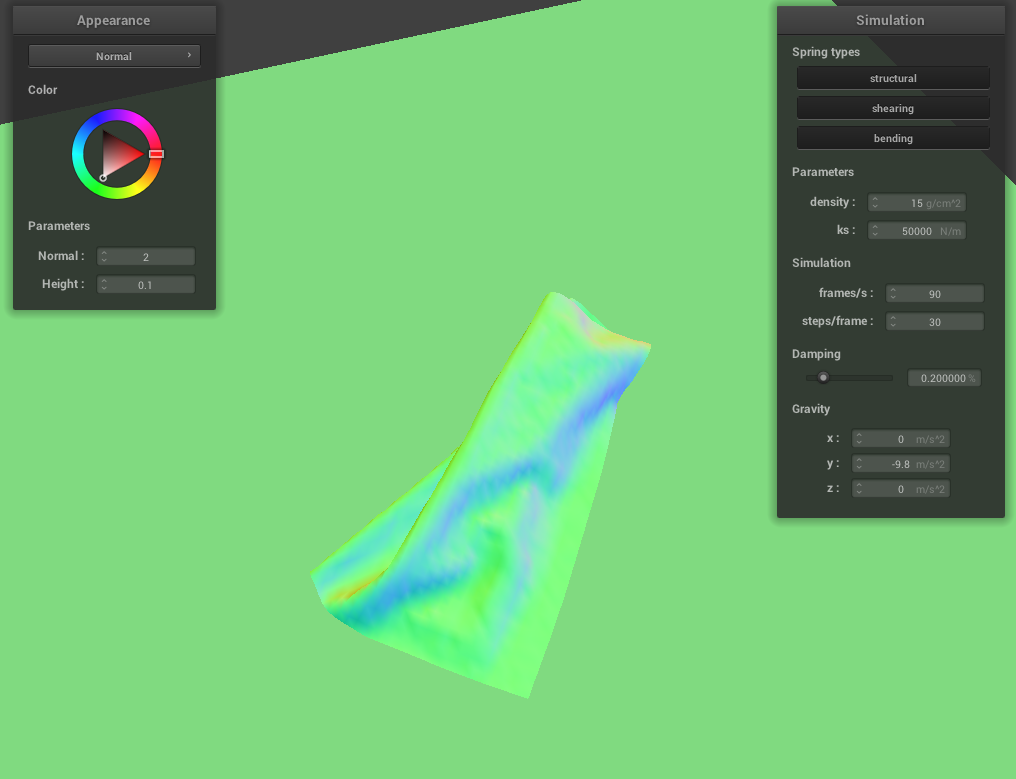 Appearance
Normal ›
Color
Parameters
Normal : 2
Height : 0.1
Simulation
Spring types
structural
shearing
bending
Parameters
density : 15 g/cm^2
ks : 50000 N/m
Simulation
frames/s : 90
steps/frame : 30
Damping
0.200000 %
Gravity
x : 0 m/s^2
y : -9.8 m/s^2
z : 0 m/s^2